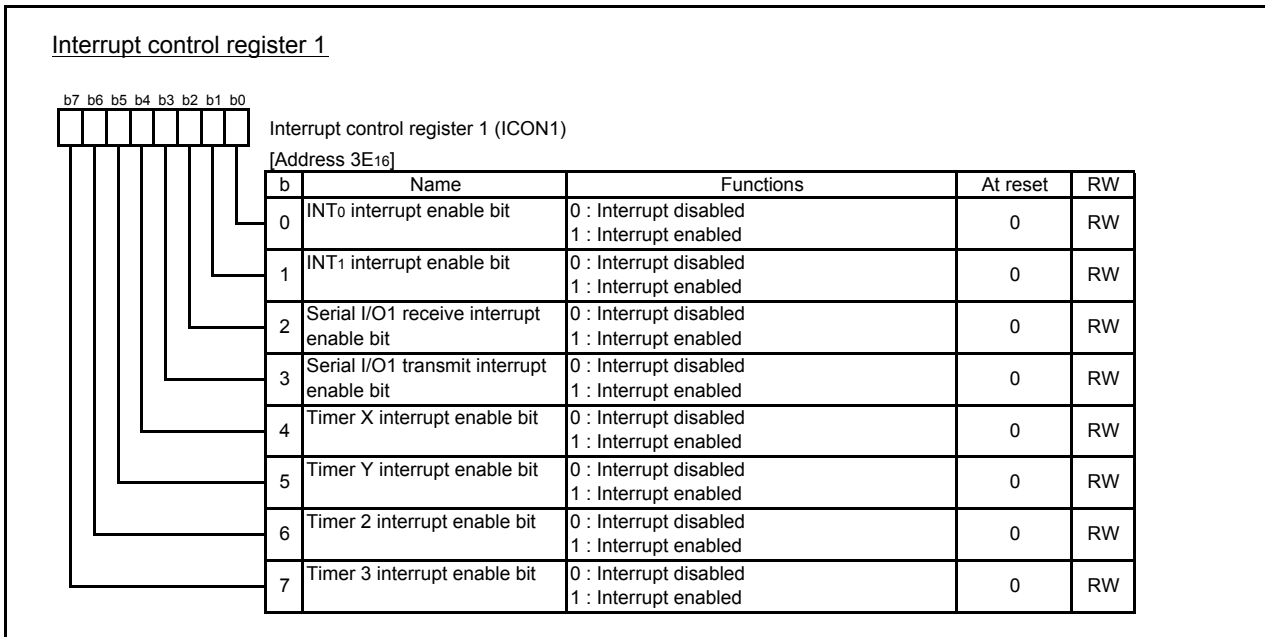 Interrupt control register 1
b7 b6 b5 b4 b3 b2 b1 b0
Interrupt control register 1 (ICON1)
[Address 3E16]
b Name Functions At reset RW
0 INT0 interrupt enable bit 0 : Interrupt disabled 0 RW
1 : Interrupt enabled
1 INT1 interrupt enable bit 0 : Interrupt disabled 0 RW
1 : Interrupt enabled
2 Serial I/O1 receive interrupt 0 : Interrupt disabled 0 RW
enable bit 1 : Interrupt enabled
3 Serial I/O1 transmit interrupt 0 : Interrupt disabled 0 RW
enable bit 1 : Interrupt enabled
4 Timer X interrupt enable bit 0 : Interrupt disabled 0 RW
1 : Interrupt enabled
5 Timer Y interrupt enable bit 0 : Interrupt disabled 0 RW
1 : Interrupt enabled
6 Timer 2 interrupt enable bit 0 : Interrupt disabled 0 RW
1 : Interrupt enabled
7 Timer 3 interrupt enable bit 0 : Interrupt disabled 0 RW
1 : Interrupt enabled